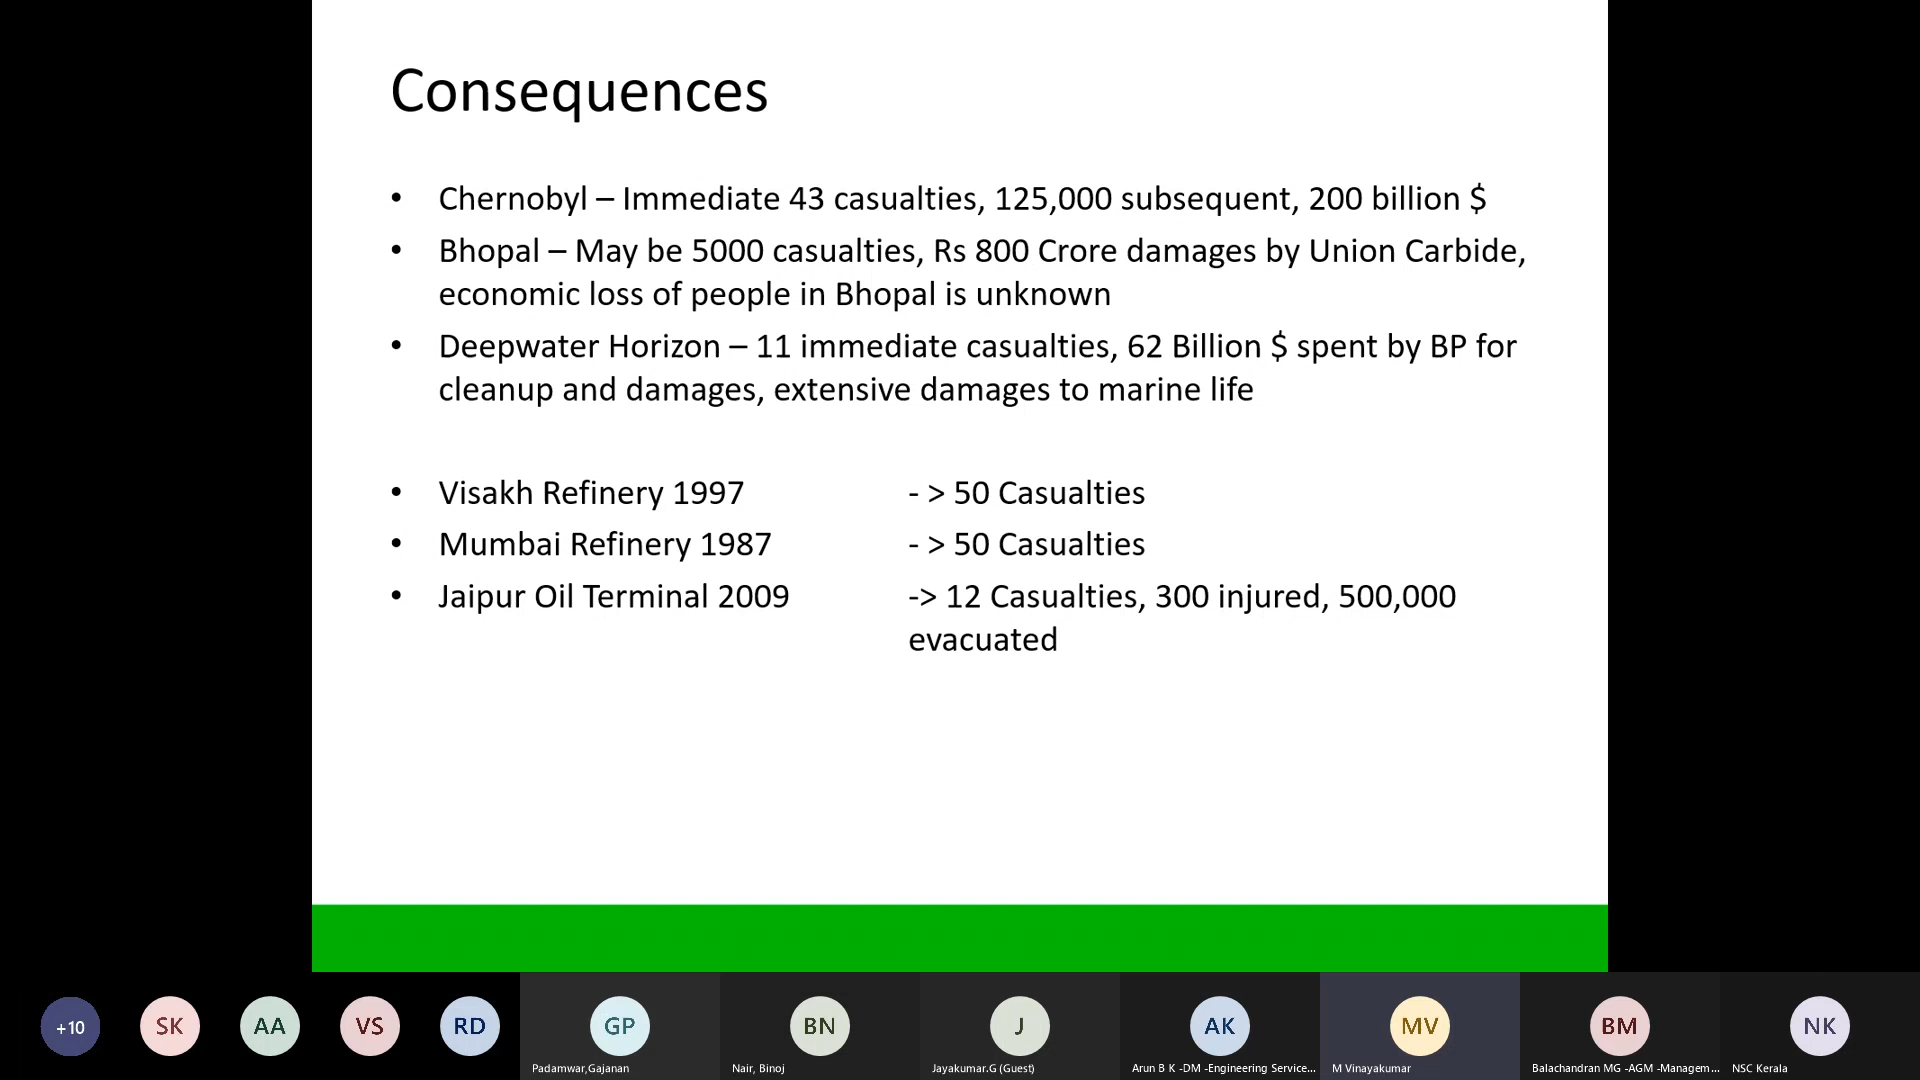 Consequences
• Chernobyl – Immediate 43 casualties, 125,000 subsequent, 200 billion $
• Bhopal – May be 5000 casualties, Rs 800 Crore damages by Union Carbide,
economic loss of people in Bhopal is unknown
• Deepwater Horizon – 11 immediate casualties, 62 Billion $ spent by BP for
cleanup and damages, extensive damages to marine life
• Visakh Refinery 1997 - > 50 Casualties
• Mumbai Refinery 1987 - > 50 Casualties
• Jaipur Oil Terminal 2009 -> 12 Casualties, 300 injured, 500,000
evacuated
+10 SK AA VS RD GP BN J AK MV BM NK
Padamwar,Gajanan Nair, Binoj Jayakumar.G (Guest) Arun B K -DM -Engineering Service... M Vinayakumar Balachandran MG -AGM -Managem... NSC Kerala